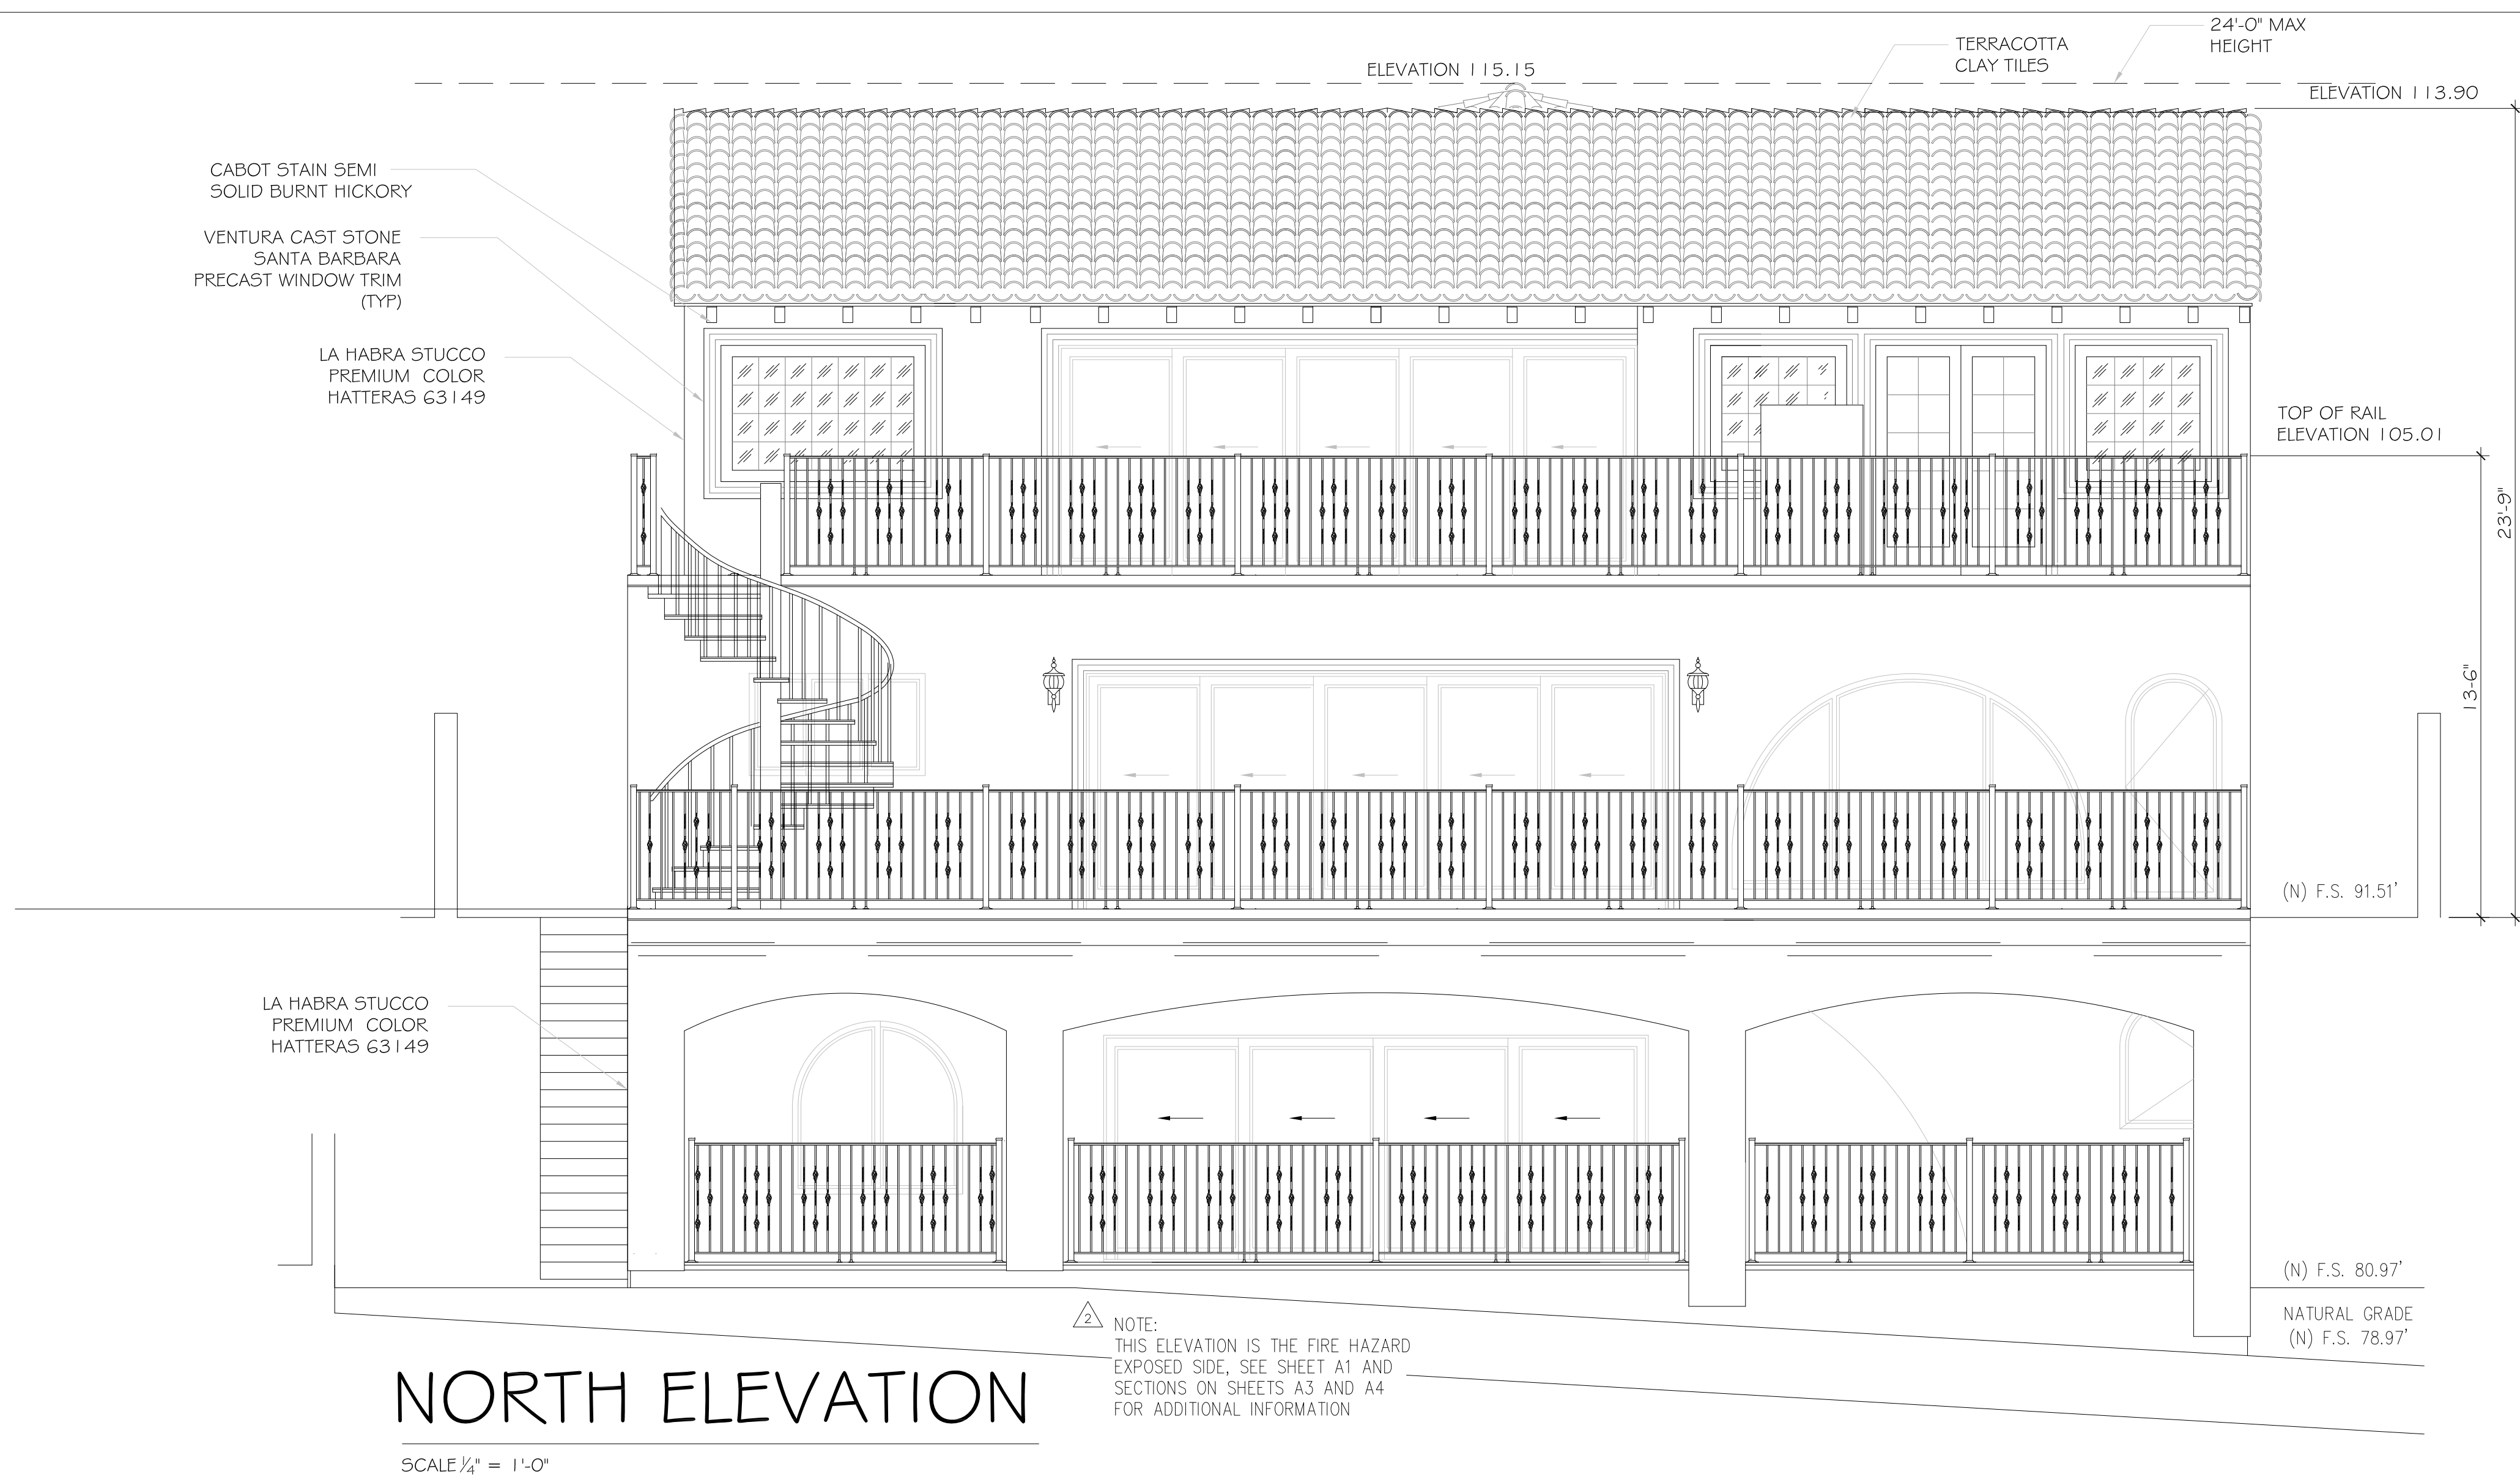 24'-0" MAX
HEIGHT
TERRACOTTA
CLAY TILES
ELEVATION 115.15
ELEVATION 113.90
CABOT STAIN SEMI
SOLID BURNT HICKORY
VENTURA CAST STONE
SANTA BARBARA
PRECAST WINDOW TRIM
(TYP)
LA HABRA STUCCO
PREMIUM COLOR
HATTERAS 63149
TOP OF RAIL
ELEVATION 105.01
23'-9"
13-6"
(N) F.S. 91.51'
LA HABRA STUCCO
PREMIUM COLOR
HATTERAS 63149
(N) F.S. 80.97'
NATURAL GRADE
(N) F.S. 78.97'
2
NOTE:
THIS ELEVATION IS THE FIRE HAZARD
EXPOSED SIDE, SEE SHEET A1 AND
SECTIONS ON SHEETS A3 AND A4
FOR ADDITIONAL INFORMATION
NORTH ELEVATION
SCALE 1/4" = 1'-0"